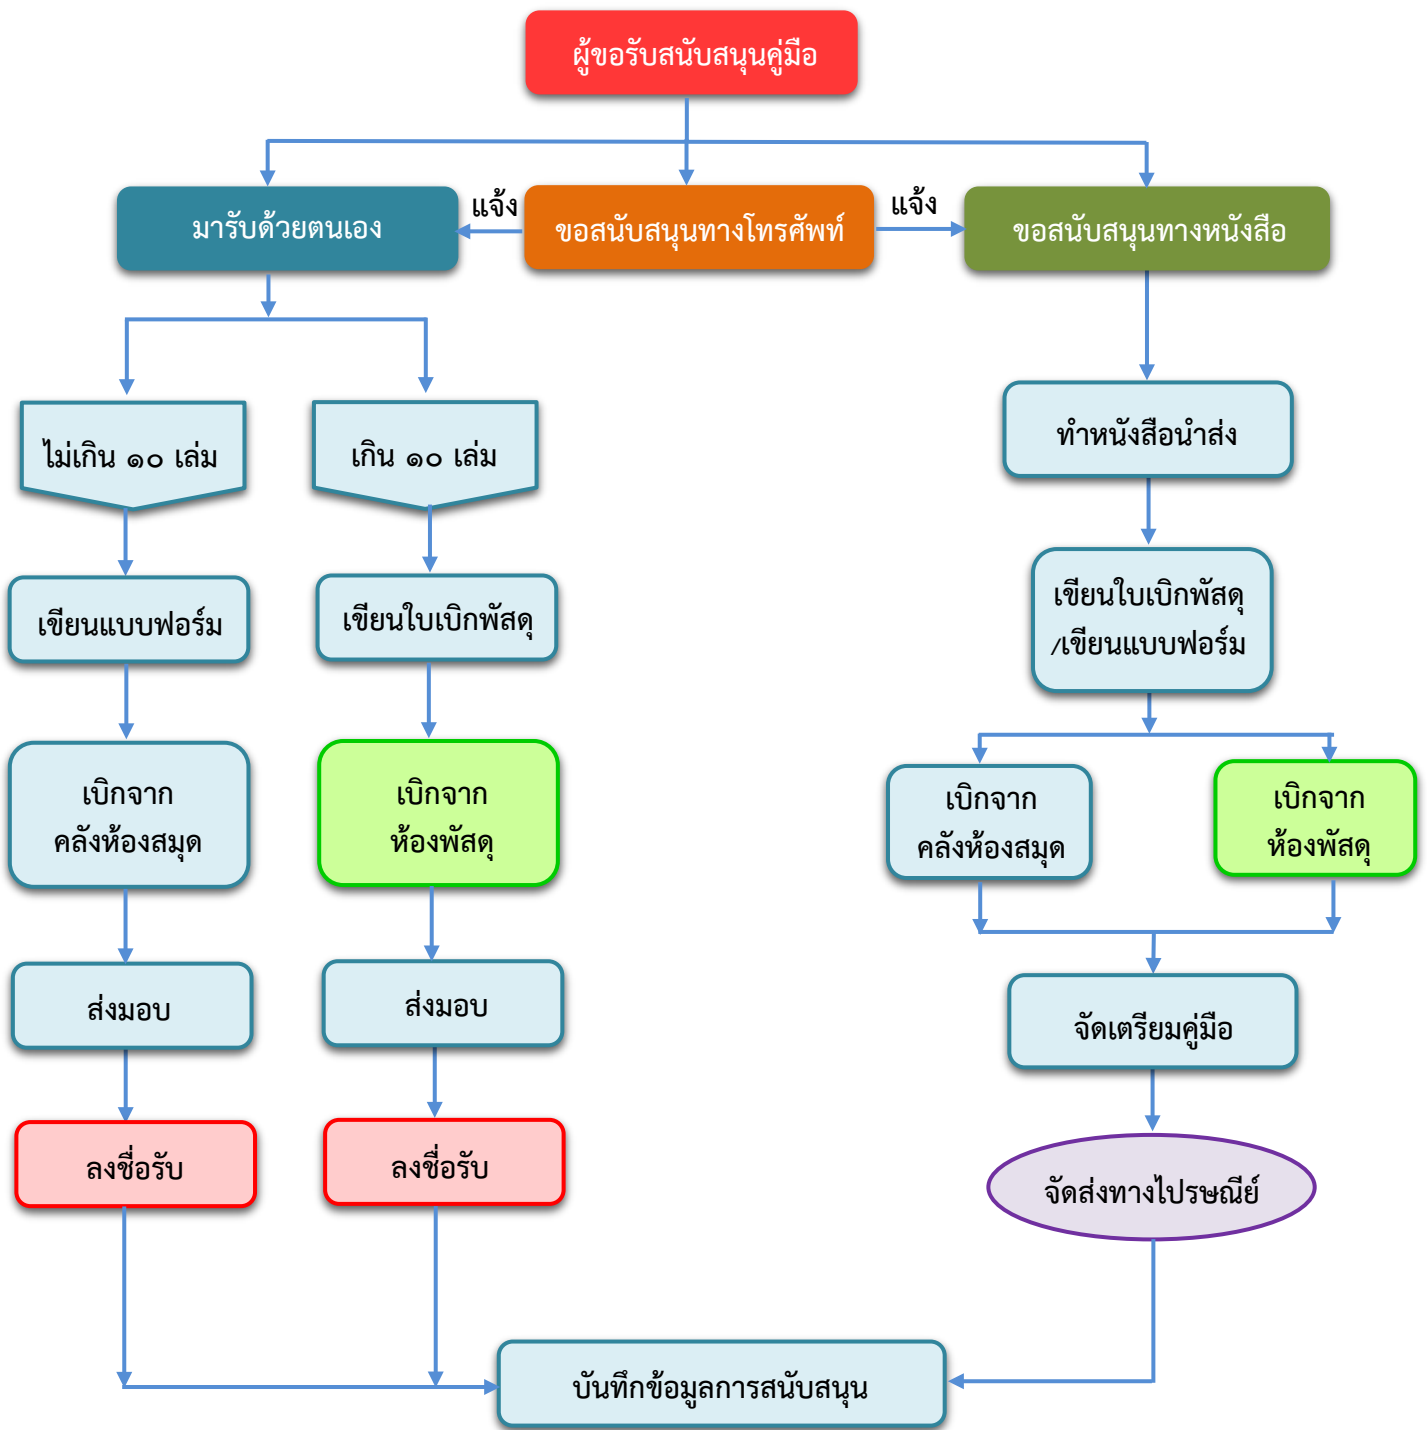 ผู้ขอรับสนับสนุนคู่มือ
มารับด้วยตนเอง
แจ้ง
ขอสนับสนุนทางโทรศัพท์
แจ้ง
ขอสนับสนุนทางหนังสือ
ไม่เกิน ๑๐ เล่ม
เกิน ๑๐ เล่ม
ทำหนังสือนำส่ง
เขียนแบบฟอร์ม
เขียนใบเบิกพัสดุ
เขียนใบเบิกพัสดุ
/เขียนแบบฟอร์ม
เบิกจาก
คลังห้องสมุด
เบิกจาก
ห้องพัสดุ
เบิกจาก
คลังห้องสมุด
เบิกจาก
ห้องพัสดุ
ส่งมอบ
ส่งมอบ
จัดเตรียมคู่มือ
ลงชื่อรับ
ลงชื่อรับ
จัดส่งทางไปรษณีย์
บันทึกข้อมูลการสนับสนุน